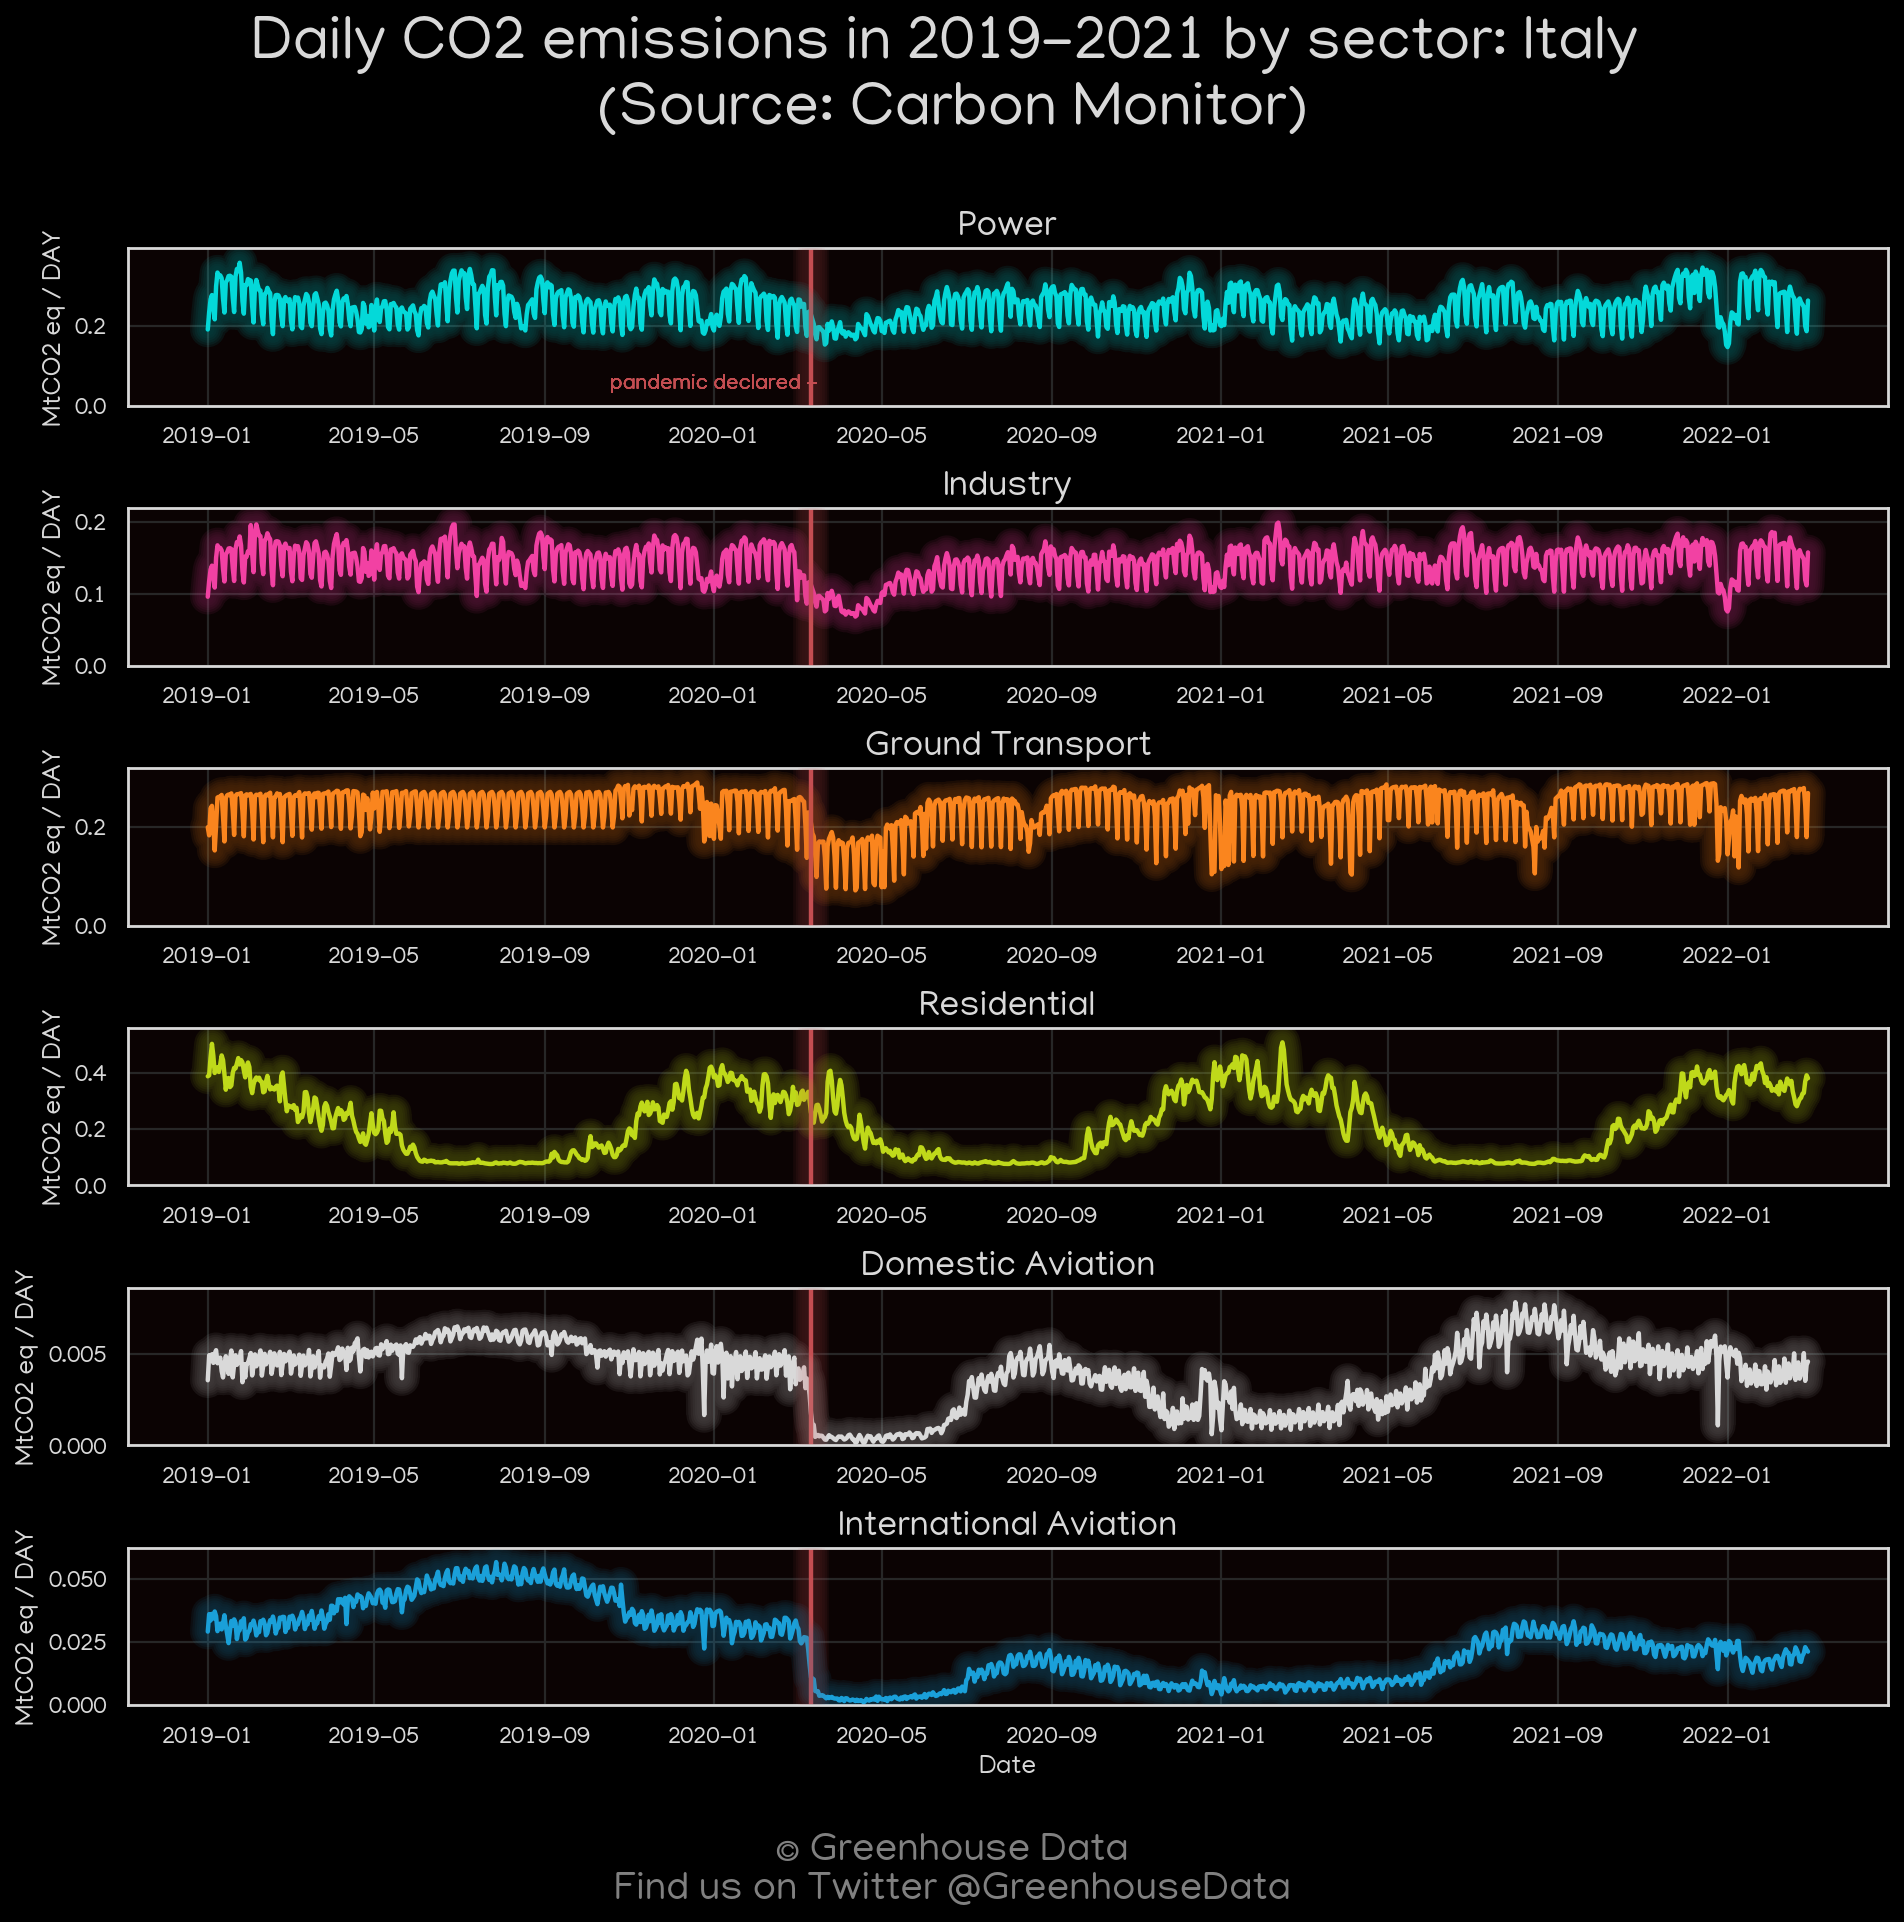 Daily CO2 emissions in 2019-2021 by sector: Italy
(Source: Carbon Monitor)
Power
MtCO2 eq / DAY
0.2
0.0
pandemic declared -
2019-01 2019-05 2019-09 2020-01 2020-05 2020-09 2021-01 2021-05 2021-09 2022-01
Industry
MtCO2 eq / DAY
0.2
0.1
0.0
2019-01 2019-05 2019-09 2020-01 2020-05 2020-09 2021-01 2021-05 2021-09 2022-01
Ground Transport
MtCO2 eq / DAY
0.2
0.0
2019-01 2019-05 2019-09 2020-01 2020-05 2020-09 2021-01 2021-05 2021-09 2022-01
Residential
MtCO2 eq / DAY
0.4
0.2
0.0
2019-01 2019-05 2019-09 2020-01 2020-05 2020-09 2021-01 2021-05 2021-09 2022-01
Domestic Aviation
MtCO2 eq / DAY
0.005
0.000
2019-01 2019-05 2019-09 2020-01 2020-05 2020-09 2021-01 2021-05 2021-09 2022-01
International Aviation
MtCO2 eq / DAY
0.050
0.025
0.000
2019-01 2019-05 2019-09 2020-01 2020-05 2020-09 2021-01 2021-05 2021-09 2022-01
Date
© Greenhouse Data
Find us on Twitter @GreenhouseData